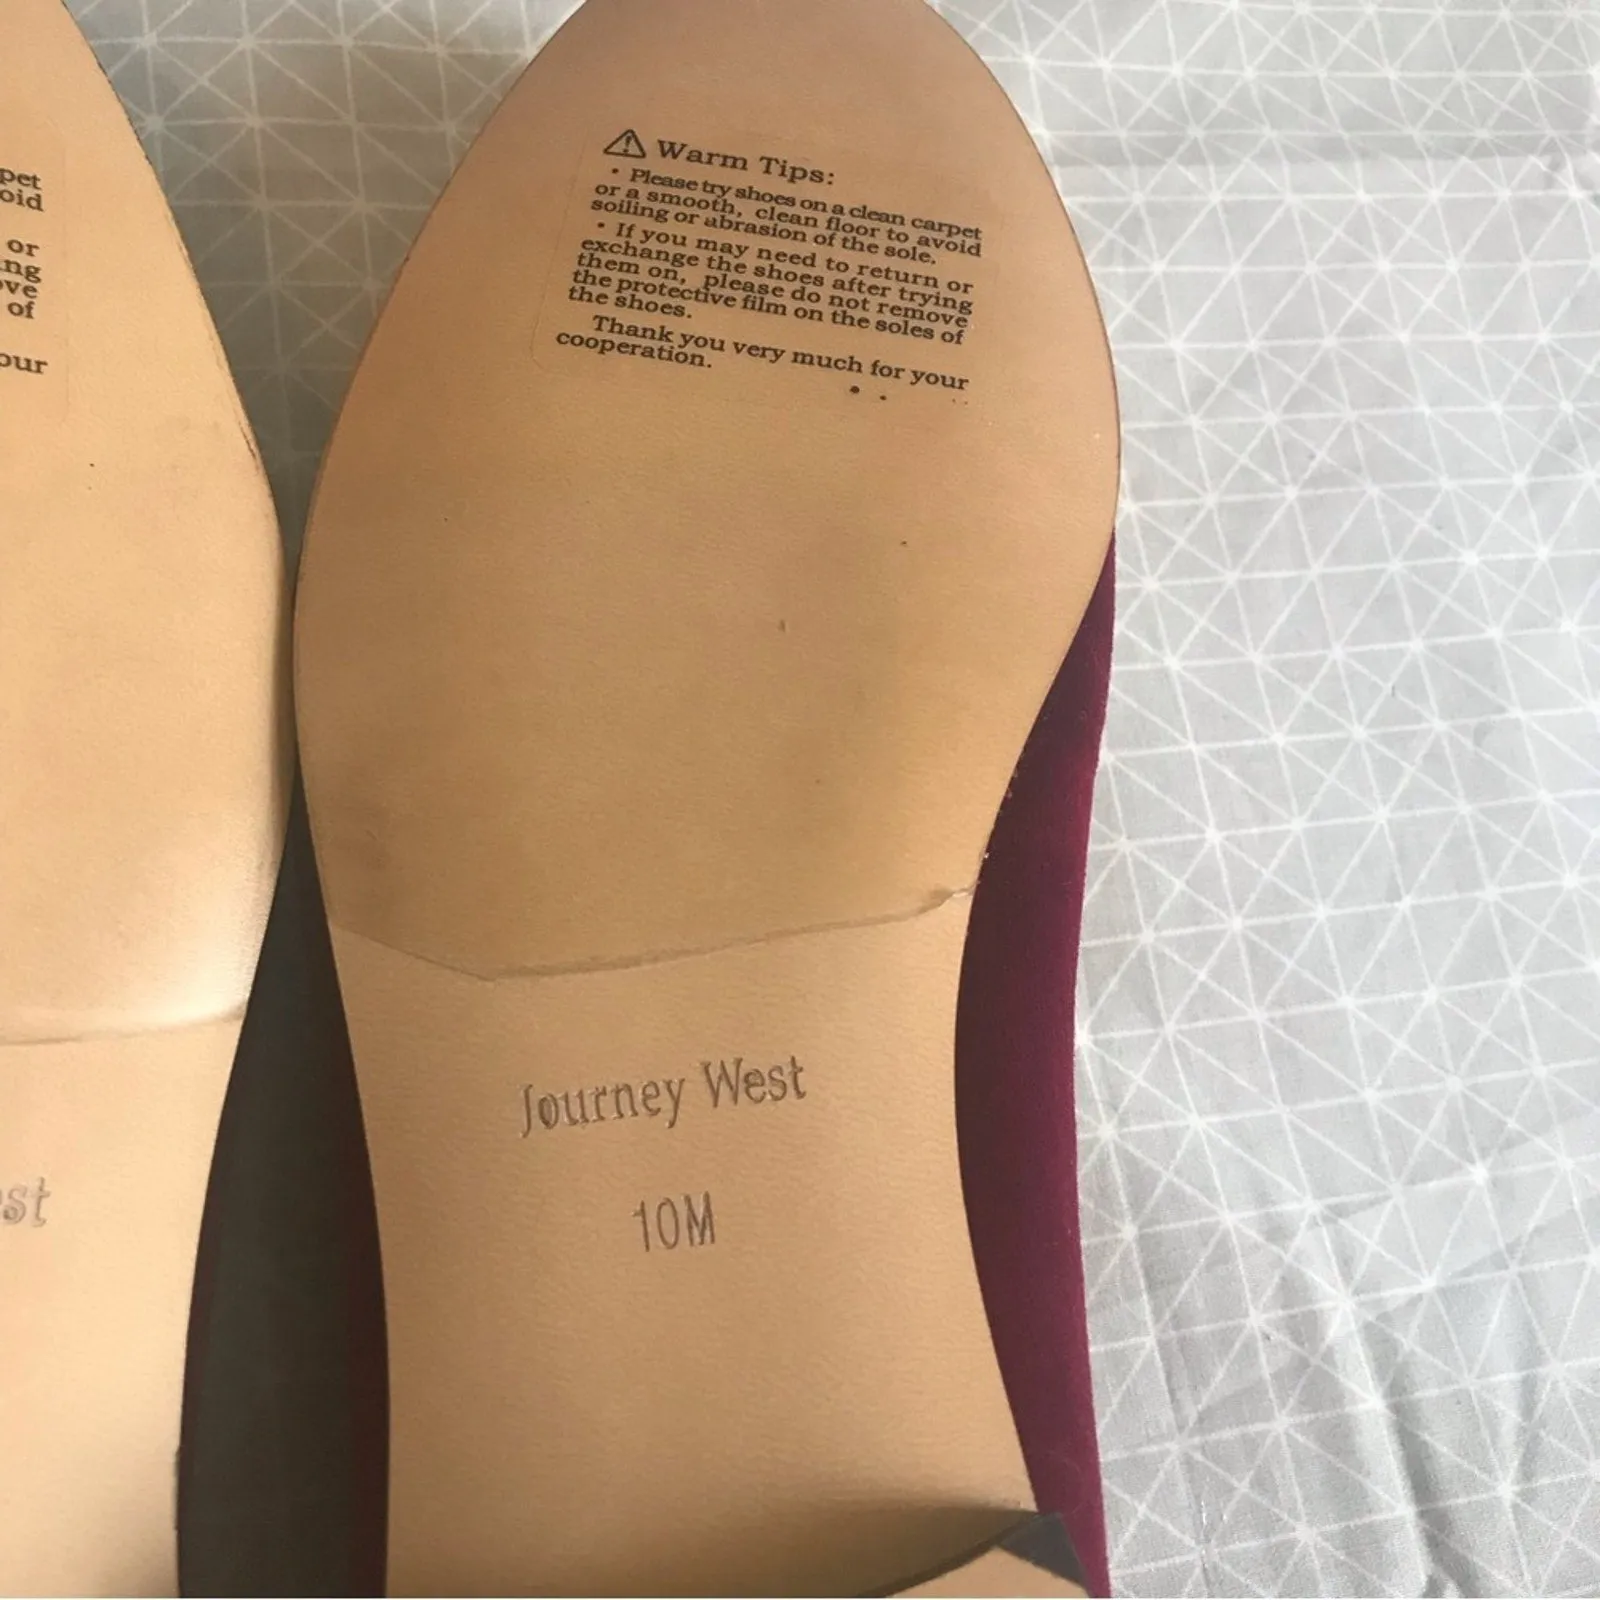 pet
oid
or
ng
ve
of
our
st
Warm Tips:
• Please try shoes on a clean carpet
or a smooth, clean floor to avoid
soiling or abrasion of the sole.
• If you may need to return or
exchange the shoes after trying
them on, please do not remove
the protective film on the soles of
the shoes.
Thank you very much for your
cooperation.
Journey West
10M